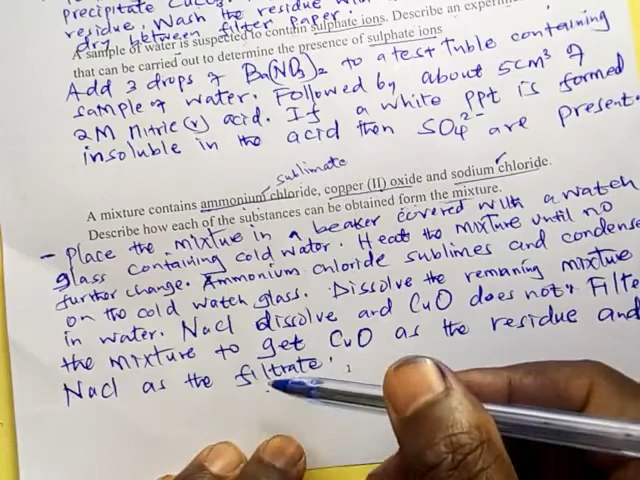 precipitate CuCO3.
residue. Wash the residue with
dry between filter paper.
A sample of water is suspected to contain sulphate ions. Describe an experim
that can be carried out to determine the presence of sulphate ions
Add 3 drops of Ba(NO3)2 to a test tuble containing
sample of water. Followed by about 5cm3 of
2M nitric(v) acid. If a white ppt is formed
insoluble in the acid then SO4 2- are present.
sublimate
A mixture contains ammonium chloride, copper (II) oxide and sodium chloride.
Describe how each of the substances can be obtained form the mixture.
- Place the mixture in a beaker covered with a watch
glass containing cold water. Heat the mixture until no
further change. Ammonium chloride sublimes and condense
on the cold watch glass. Dissolve the remaning mixture
in water. Nacl dissolve and CuO does not. Filte
the mixture to get CuO as the residue and
Nacl as the filtrate.